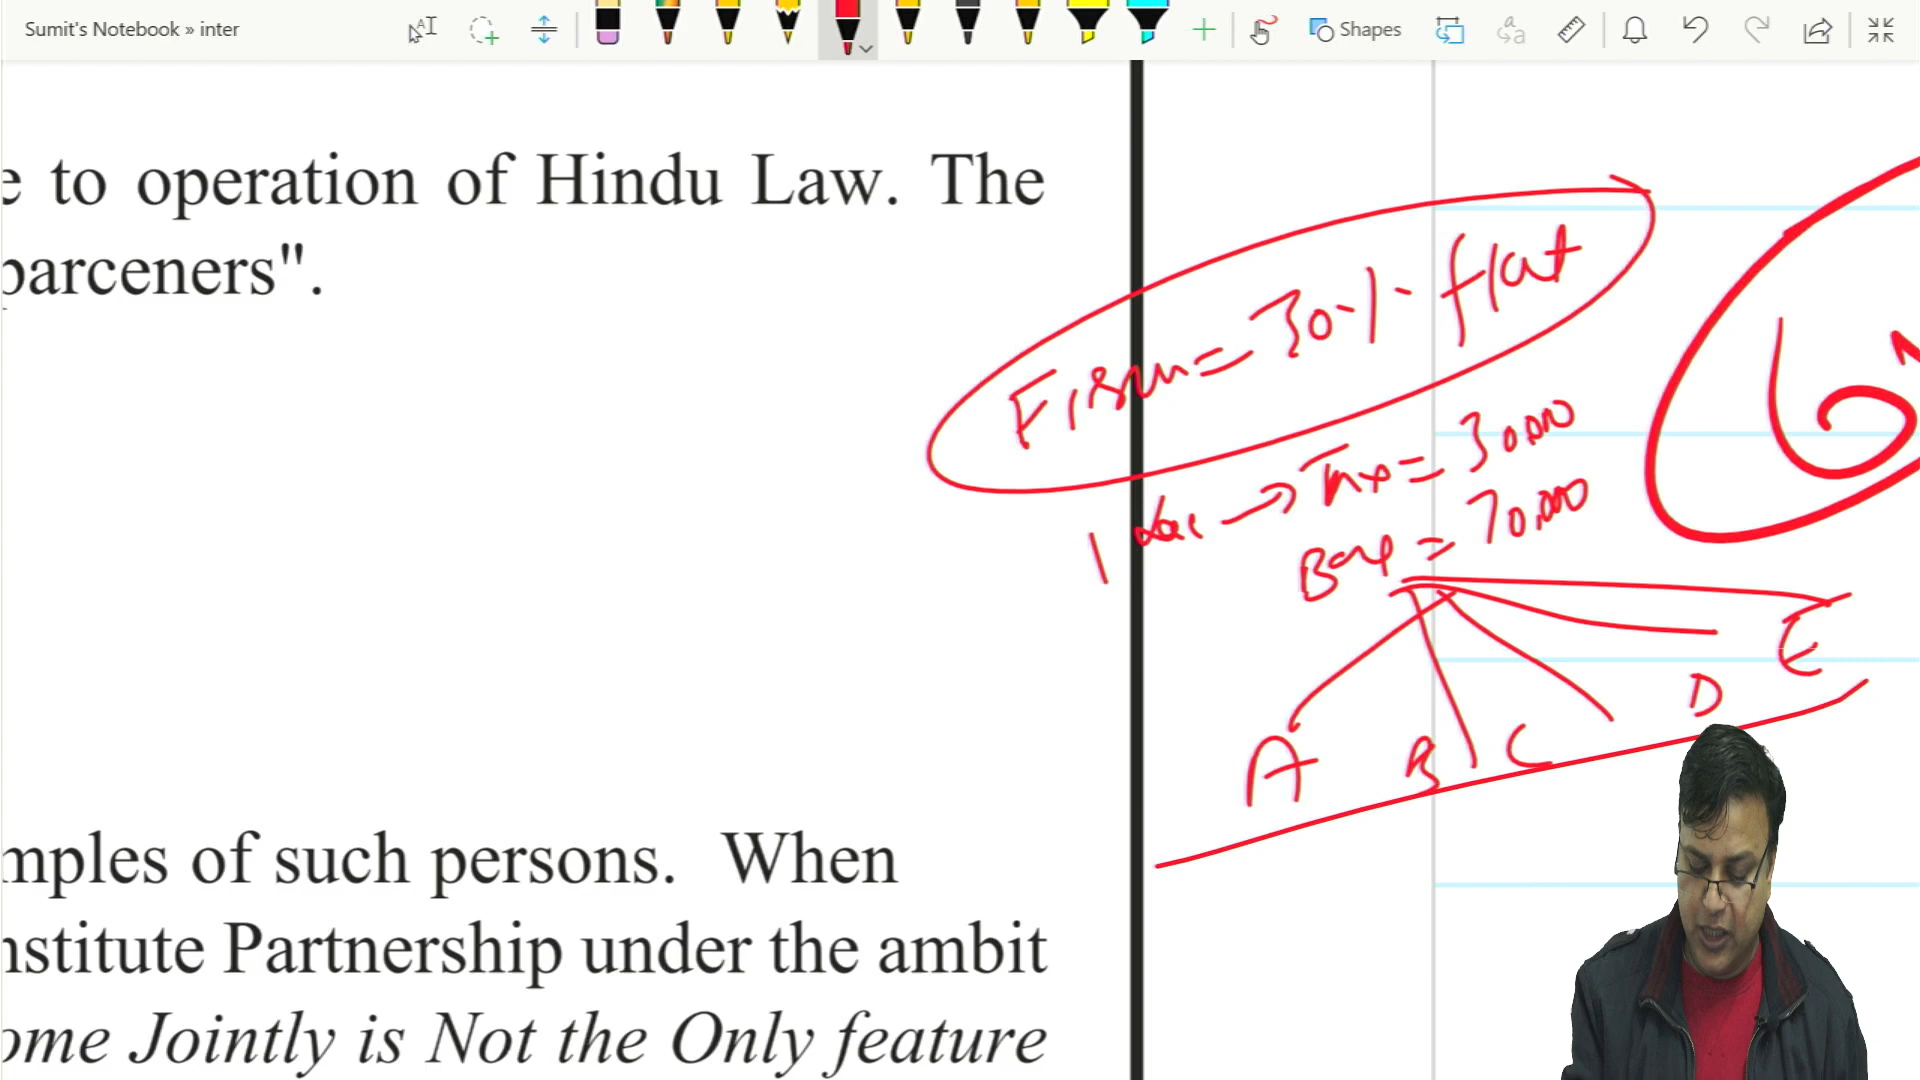 Sumit's Notebook » inter
Shapes
e to operation of Hindu Law. The
parceners".
Firm = 30% flat
1 Lac → Tax = 30,000
= 70,000
A B C D E
mples of such persons. When
nstitute Partnership under the ambit
ome Jointly is Not the Only feature